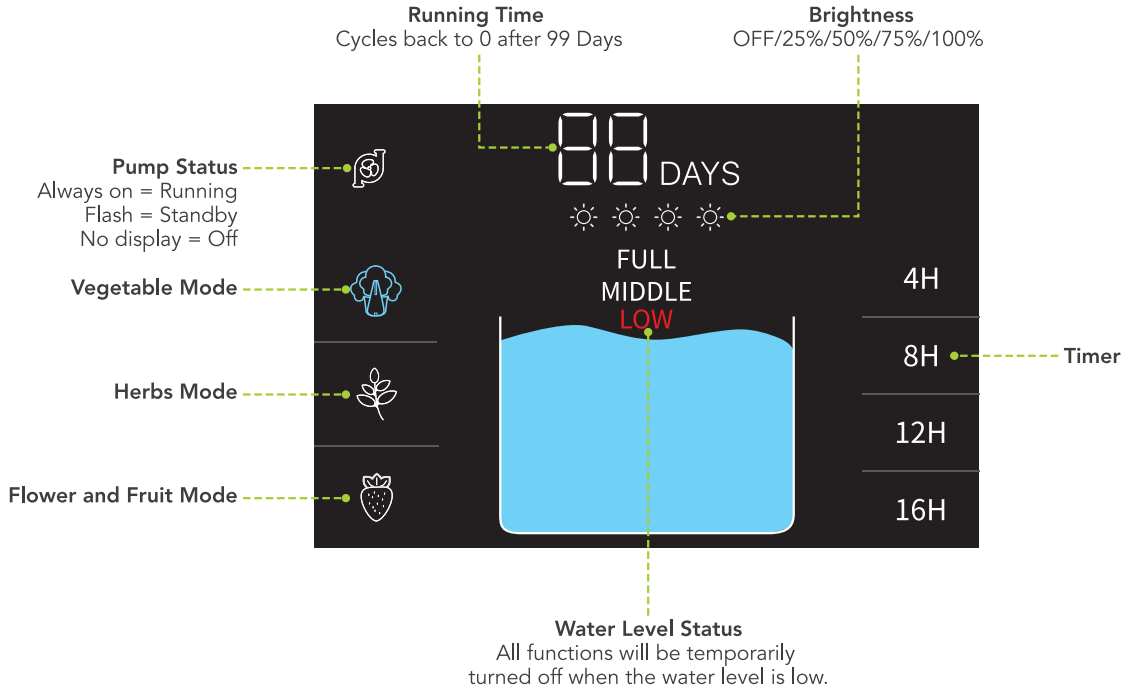 Running Time
Cycles back to 0 after 99 Days
Brightness
OFF/25%/50%/75%/100%
88 DAYS
Pump Status
Always on = Running
Flash = Standby
No display = Off
FULL
MIDDLE
LOW
Vegetable Mode
4H
8H
Timer
Herbs Mode
12H
Flower and Fruit Mode
16H
Water Level Status
All functions will be temporarily
turned off when the water level is low.